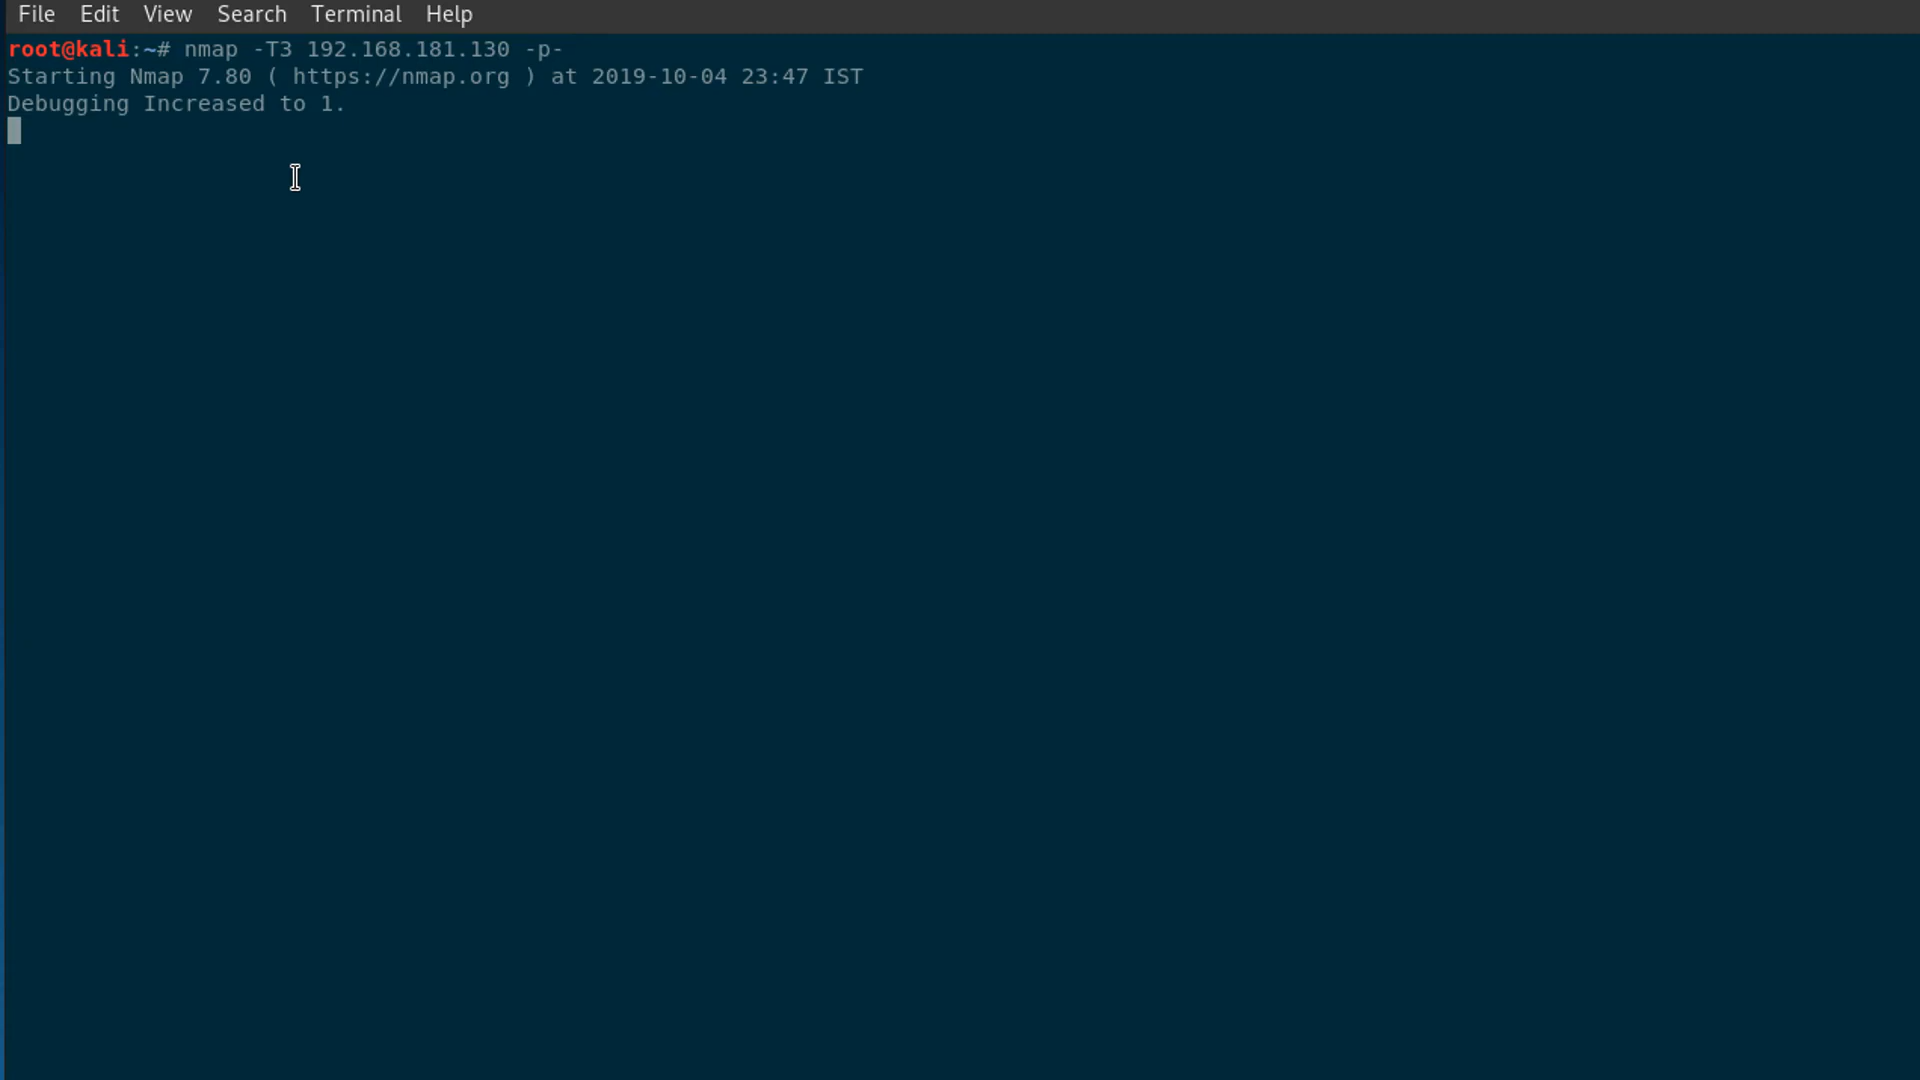 File Edit View Search Terminal Help
root@kali:~# nmap -T3 192.168.181.130 -p-
Starting Nmap 7.80 ( https://nmap.org ) at 2019-10-04 23:47 IST
Debugging Increased to 1.